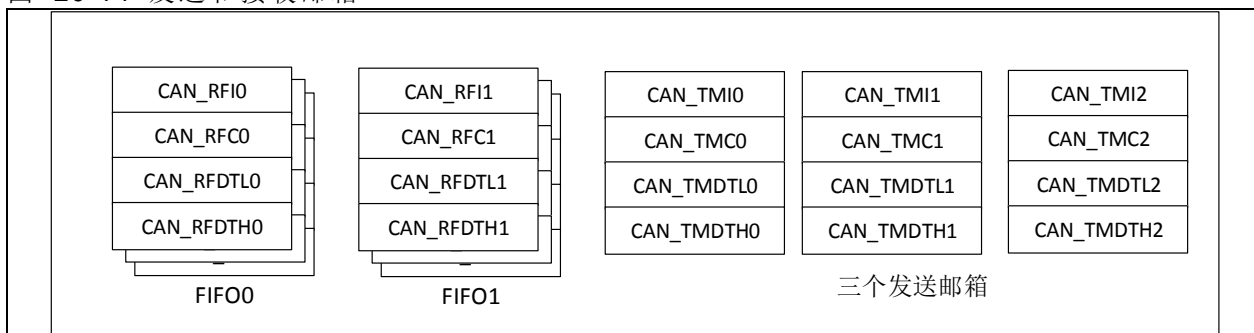 CAN_RFI0
CAN_RFC0
CAN_RFDTL0
CAN_RFDTH0
FIFO0
CAN_RFI1
CAN_RFC1
CAN_RFDTL1
CAN_RFDTH1
FIFO1
CAN_TMI0
CAN_TMC0
CAN_TMDTL0
CAN_TMDTH0
CAN_TMI1
CAN_TMC1
CAN_TMDTL1
CAN_TMDTH1
CAN_TMI2
CAN_TMC2
CAN_TMDTL2
CAN_TMDTH2
三个发送邮箱